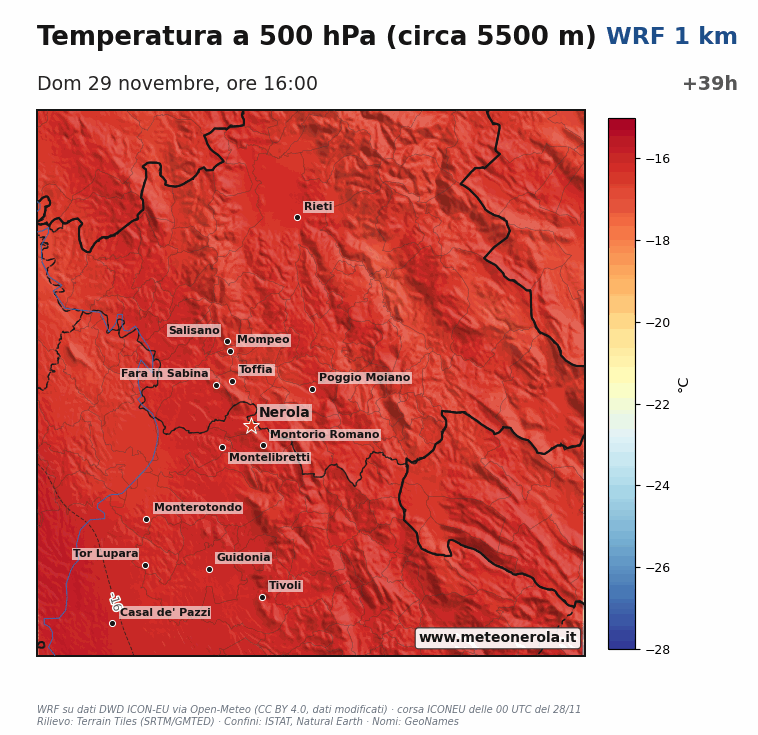 Temperatura a 500 hPa (circa 5500 m) WRF 1 km
Dom 29 novembre, ore 16:00 +39h
Rieti
Salisano
Mompeo
Toffia
Fara in Sabina
Poggio Moiano
Nerola
Montorio Romano
Montelibretti
Monterotondo
Tor Lupara
Guidonia
Tivoli
-16
Casal de' Pazzi
www.meteonerola.it
−16
−18
−20
−22
−24
−26
−28
°C
WRF su dati DWD ICON-EU via Open-Meteo (CC BY 4.0, dati modificati) · corsa ICONEU delle 00 UTC del 28/11
Rilievo: Terrain Tiles (SRTM/GMTED) · Confini: ISTAT, Natural Earth · Nomi: GeoNames